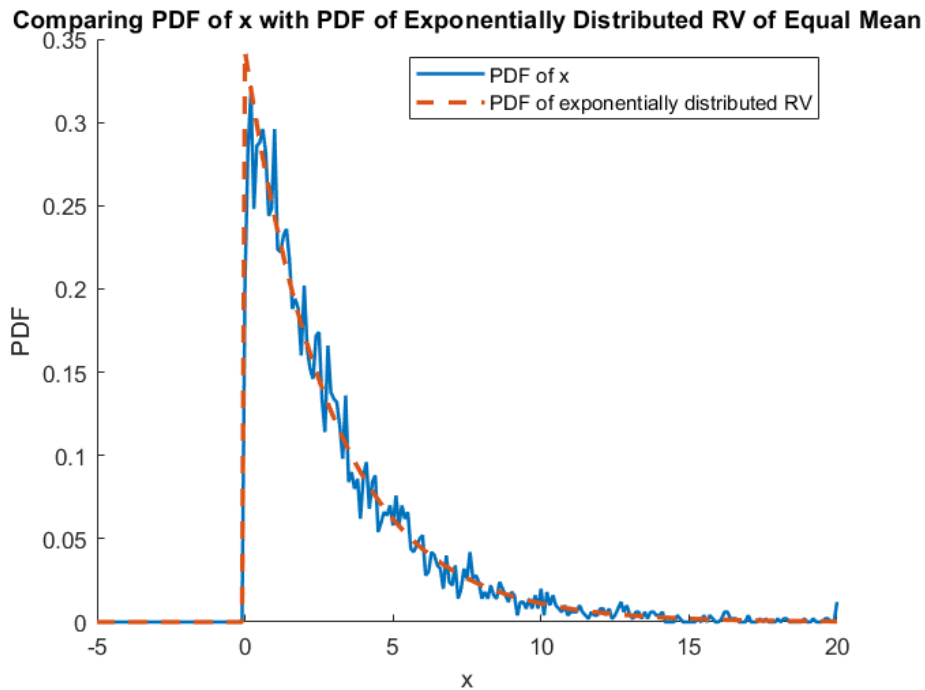 Comparing PDF of x with PDF of Exponentially Distributed RV of Equal Mean
PDF of x
PDF of exponentially distributed RV
0.35
0.3
0.25
0.2
0.15
0.1
0.05
0
PDF
-5
0
5
10
15
20
x